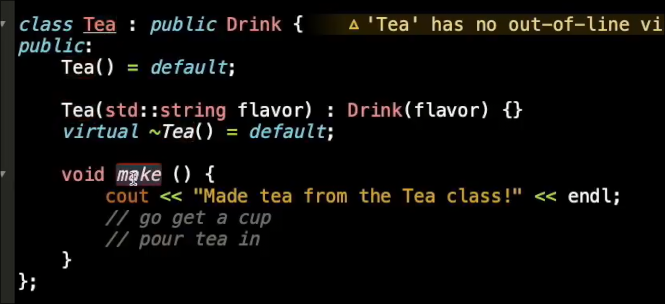 class Tea : public Drink { ⚠ 'Tea' has no out-of-line vi
public:
    Tea() = default;

    Tea(std::string flavor) : Drink(flavor) {}
    virtual ~Tea() = default;

    void make () {
        cout << "Made tea from the Tea class!" << endl;
        // go get a cup
        // pour tea in
    }
};